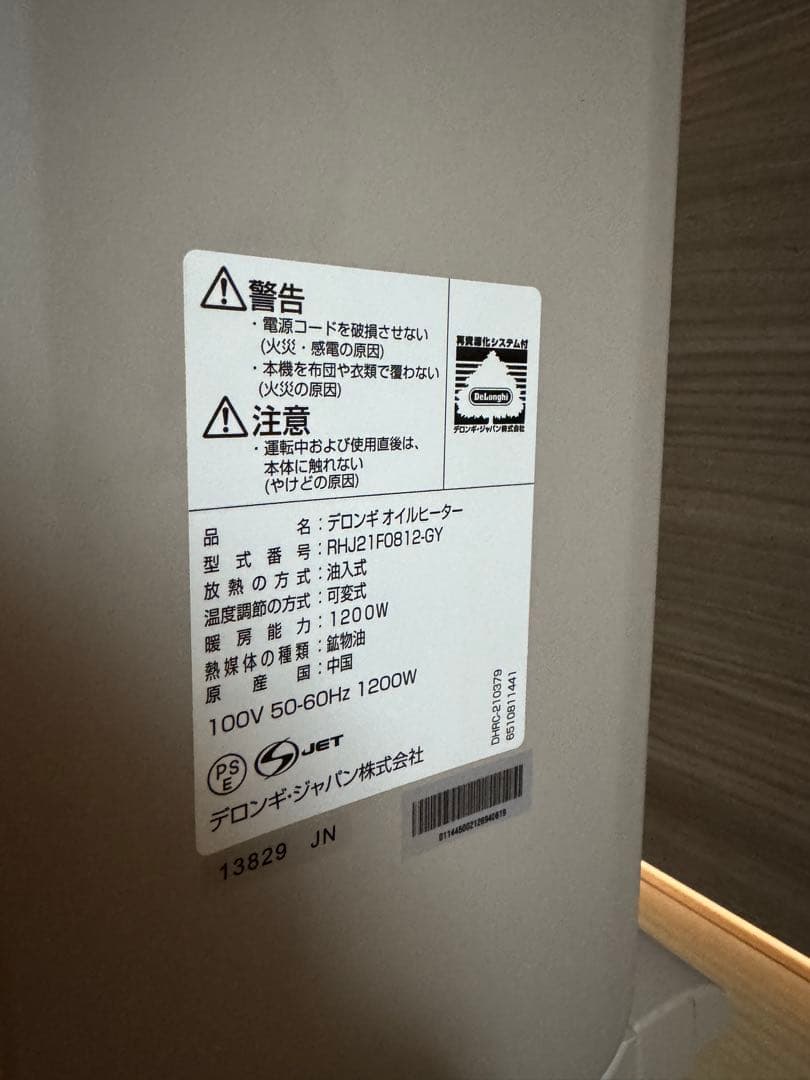 警告
・電源コードを破損させない
(火災・感電の原因)
・本機を布団や衣類で覆わない
(火災の原因)
注意
・運転中および使用直後は、
本体に触れない
(やけどの原因)
再資源化システム付
DeLonghi
デロンギ・ジャパン株式会社
品名：デロンギ オイルヒーター
型式番号：RHJ21F0812-GY
放熱の方式：油入式
温度調節の方式：可変式
暖房能力：1200W
熱媒体の種類：鉱物油
原産国：中国
100V 50-60Hz 1200W
DHRC-210379
6510811441
PSE
S JET
デロンギ・ジャパン株式会社
13829 JN